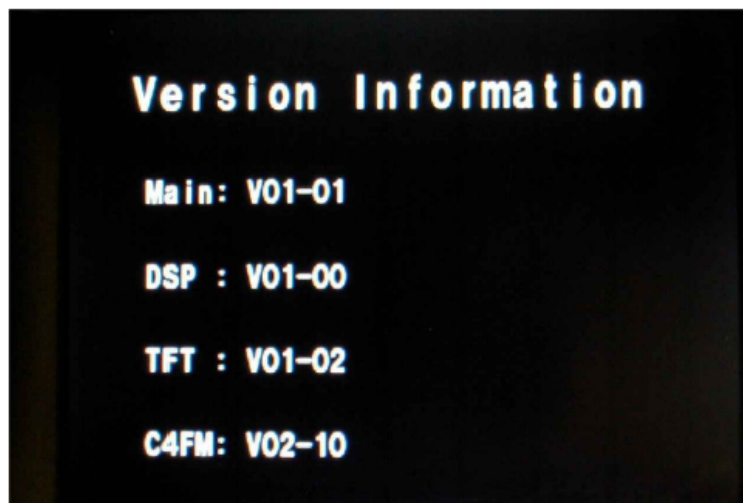 Version Information
Main: V01-01
DSP : V01-00
TFT : V01-02
C4FM: V02-10